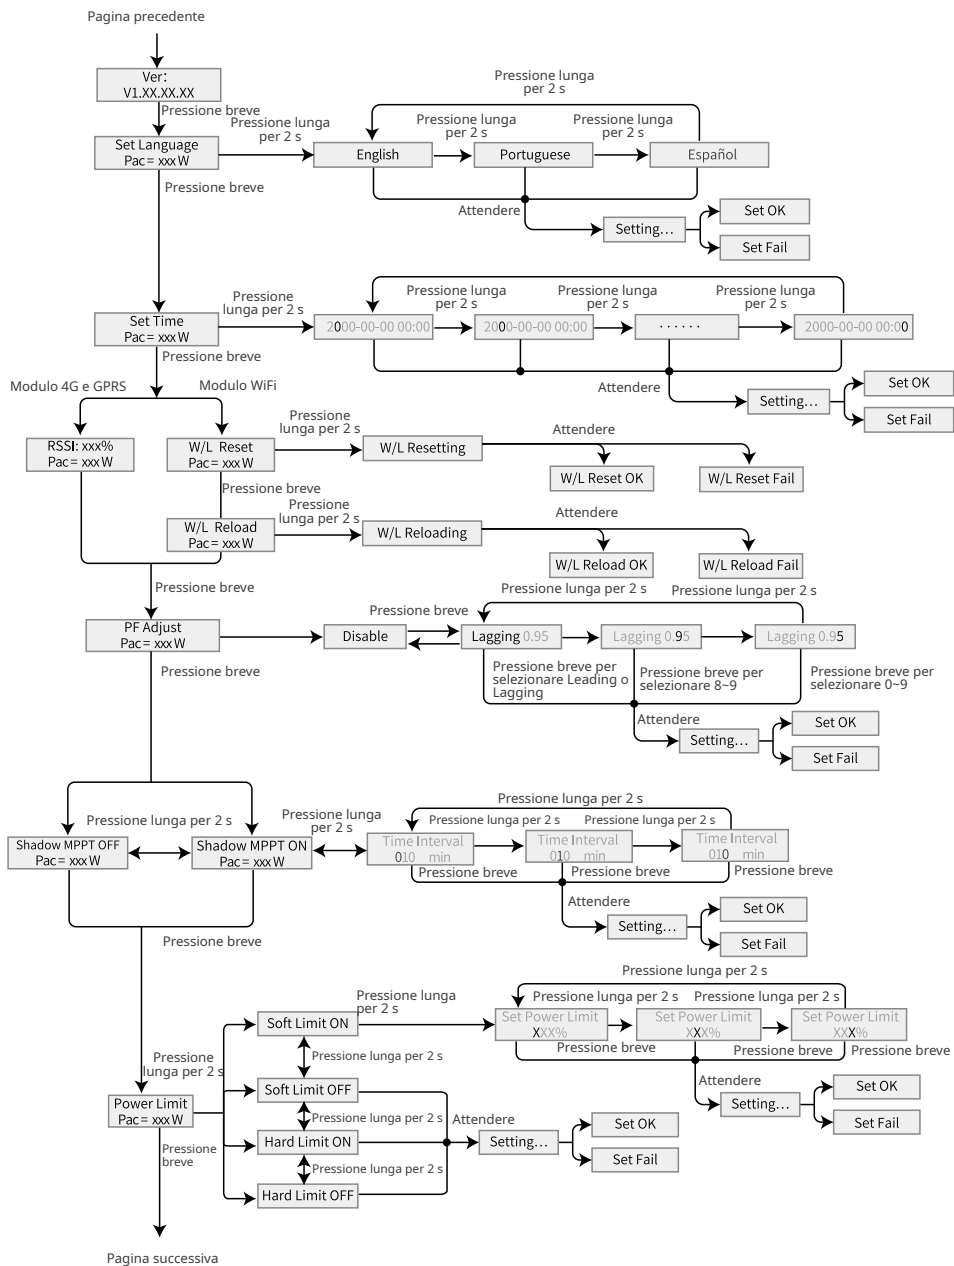 Pagina precedente
Ver:
V1.XX.XX.XX
Pressione breve
Pressione lunga
per 2 s
Set Language
Pac= xxx W
Pressione lunga
per 2 s
English
Pressione lunga
per 2 s
Portuguese
Pressione lunga
per 2 s
Español
Pressione breve
Attendere
Setting...
Set OK
Set Fail
Set Time
Pac= xxx W
Pressione
lunga per 2 s
2000-00-00 00:00
Pressione lunga
per 2 s
2000-00-00 00:00
Pressione lunga
per 2 s
......
Pressione lunga
per 2 s
2000-00-00 00:00
Pressione breve
Attendere
Setting...
Set OK
Set Fail
Modulo 4G e GPRS
Modulo WiFi
RSSI: xxx%
Pac= xxx W
W/L Reset
Pac= xxx W
Pressione
lunga per 2 s
W/L Resetting
Attendere
W/L Reset OK
W/L Reset Fail
Pressione breve
W/L Reload
Pac= xxx W
Pressione
lunga per 2 s
W/L Reloading
Attendere
W/L Reload OK
W/L Reload Fail
Pressione breve
PF Adjust
Pac= xxx W
Disable
Pressione breve
Lagging 0.95
Pressione lunga per 2 s
Lagging 0.95
Pressione lunga per 2 s
Lagging 0.95
Pressione breve
Pressione breve per
selezionare Leading o
Lagging
Pressione breve per
selezionare 8~9
Pressione breve per
selezionare 0~9
Attendere
Setting...
Set OK
Set Fail
Shadow MPPT OFF
Pac= xxx W
Pressione lunga per 2 s
Shadow MPPT ON
Pac= xxx W
Pressione
lunga per 2 s
Pressione lunga per 2 s
Time Interval
010 min
Pressione lunga per 2 s
Time Interval
010 min
Pressione lunga per 2 s
Time Interval
010 min
Pressione breve
Pressione breve
Pressione breve
Attendere
Setting...
Set OK
Set Fail
Pressione breve
Power Limit
Pac= xxx W
Pressione
lunga per 2 s
Soft Limit ON
Pressione lunga per 2 s
Soft Limit OFF
Pressione lunga per 2 s
Hard Limit ON
Pressione lunga per 2 s
Hard Limit OFF
Pressione lunga
per 2 s
Pressione lunga per 2 s
Set Power Limit
XXX%
Pressione lunga per 2 s
Set Power Limit
XXX%
Pressione lunga per 2 s
Set Power Limit
XXX%
Pressione breve
Pressione breve
Pressione breve
Attendere
Setting...
Set OK
Set Fail
Attendere
Setting...
Set OK
Set Fail
Pressione
breve
Pagina successiva